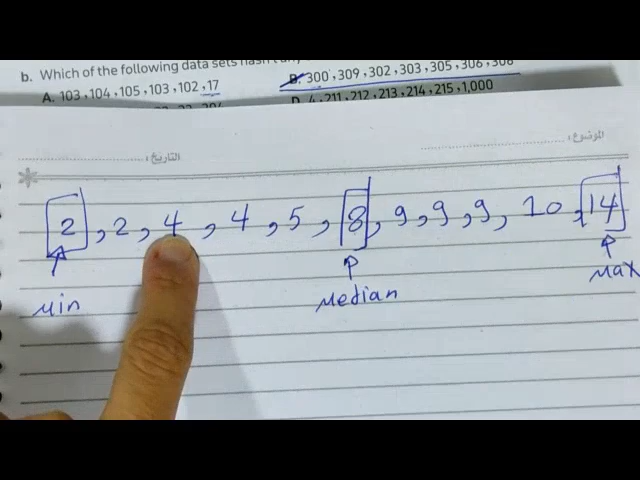 b. Which of the following data sets hasn't any
A. 103 ، 104 ، 105 ، 103 ، 102 ، 17
B. 300 ، 309 ، 302 ، 303 ، 305 ، 306 ، 308
D. 4 ، 211 ، 212 ، 213 ، 214 ، 215 ، 1,000
الموضوع :
التاريخ :
2 , 2 , 4 , 4 , 5 , 8 , 9 , 9 , 9 , 10 , 14
Min Median Max